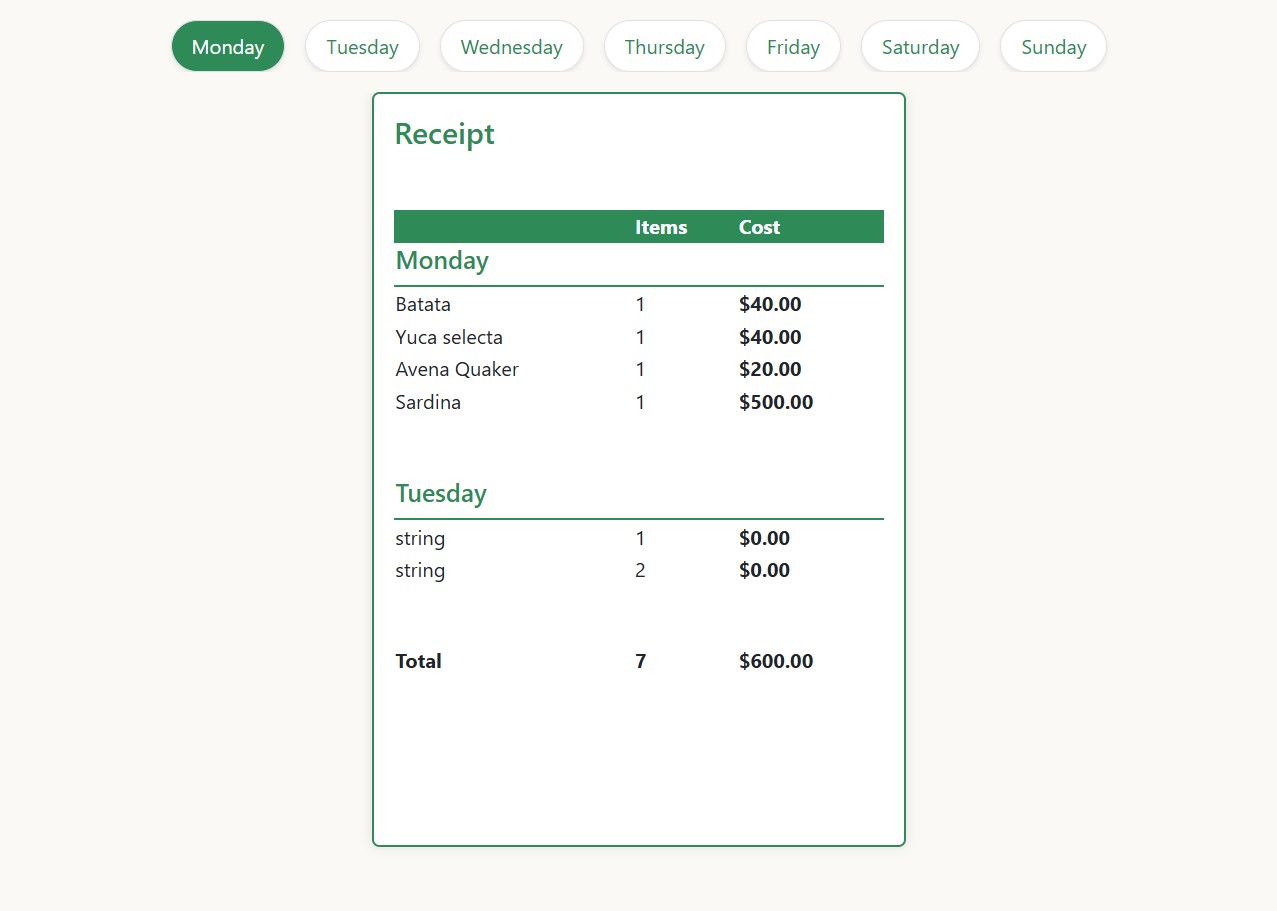 Monday Tuesday Wednesday Thursday Friday Saturday Sunday
Receipt
Items Cost
Monday
Batata 1 $40.00
Yuca selecta 1 $40.00
Avena Quaker 1 $20.00
Sardina 1 $500.00
Tuesday
string 1 $0.00
string 2 $0.00
Total 7 $600.00